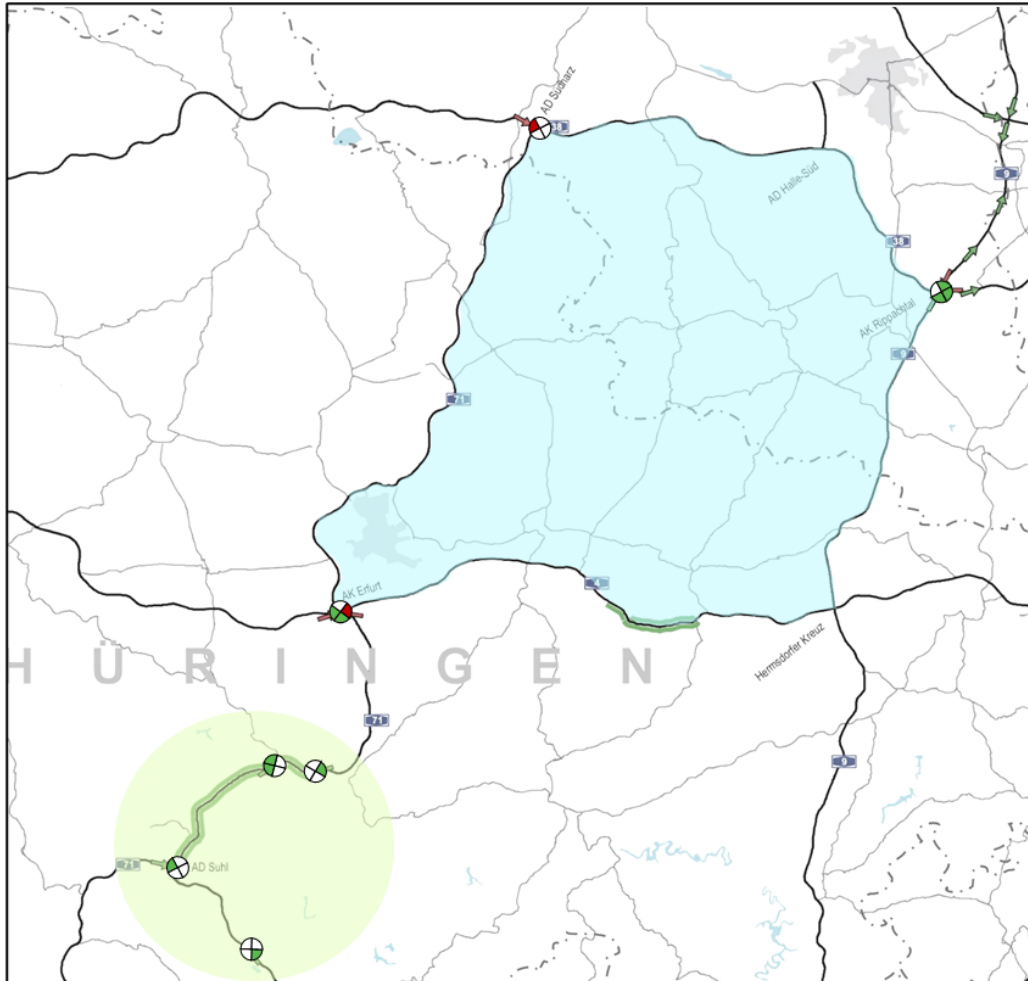 AD Südharz
38
AD Halle-Süd
9
38
AK Rippachtal
9
71
AK Erfurt
4
HÜRINGEN
Hermsdorfer Kreuz
71
9
71
AD Suhl